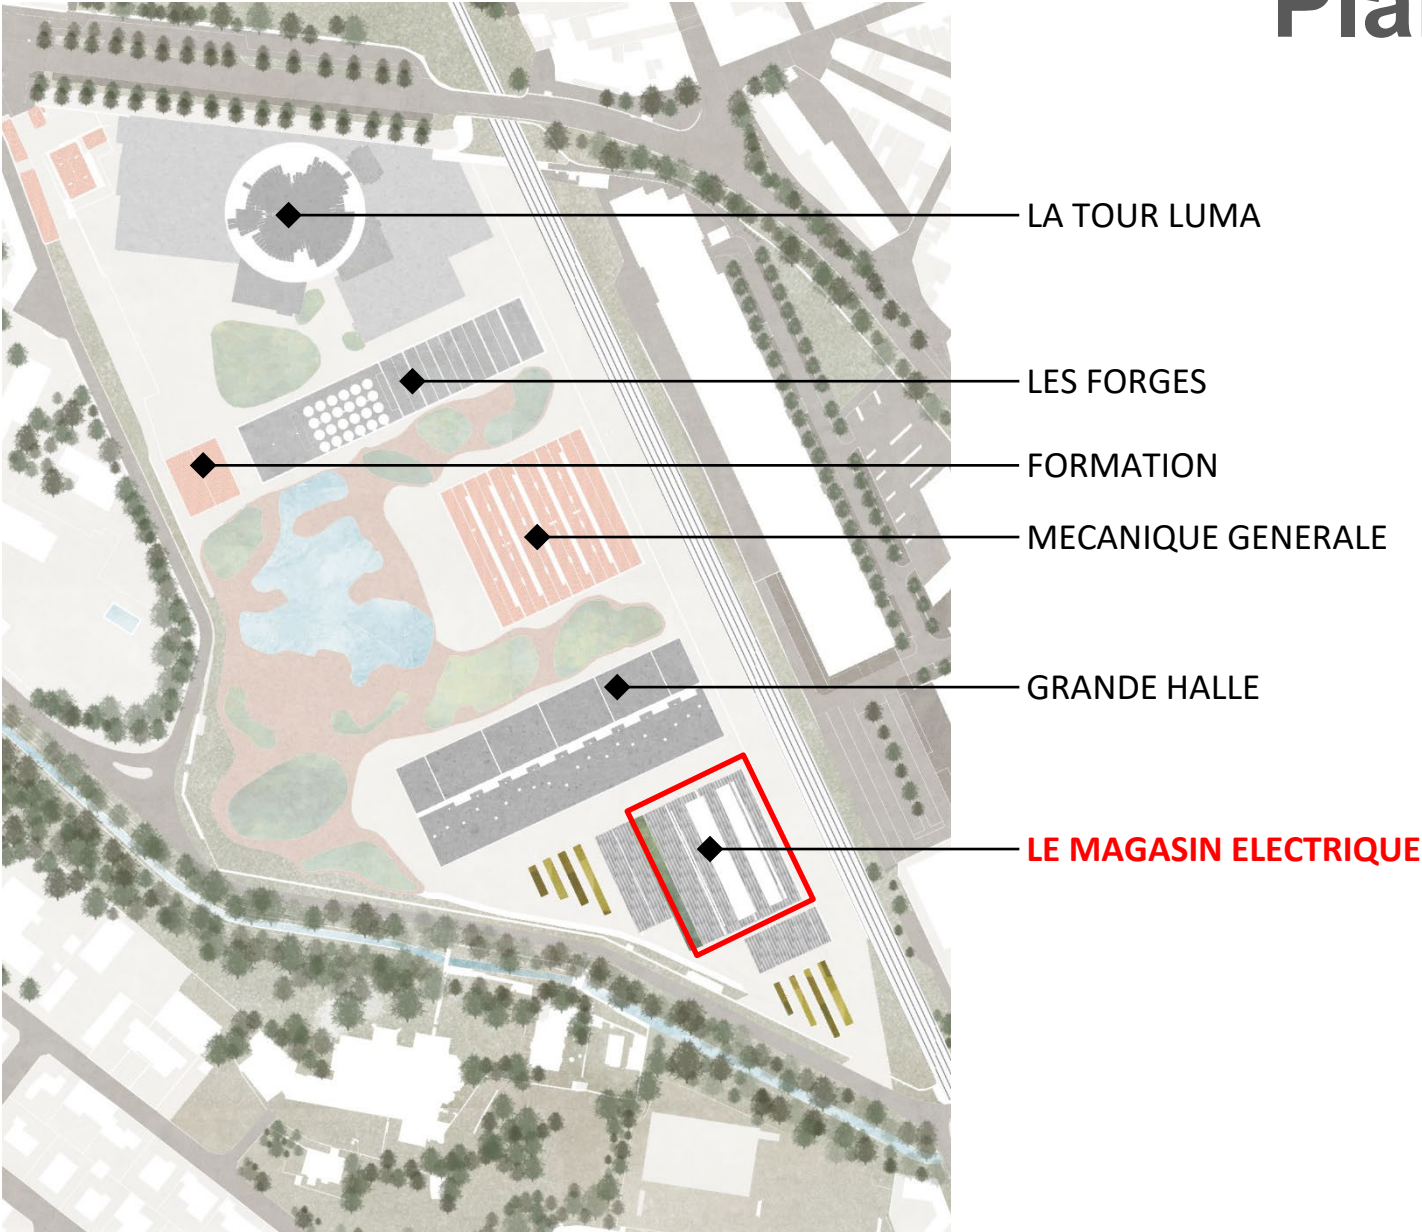 LA TOUR LUMA
LES FORGES
FORMATION
MECANIQUE GENERALE
GRANDE HALLE
LE MAGASIN ELECTRIQUE